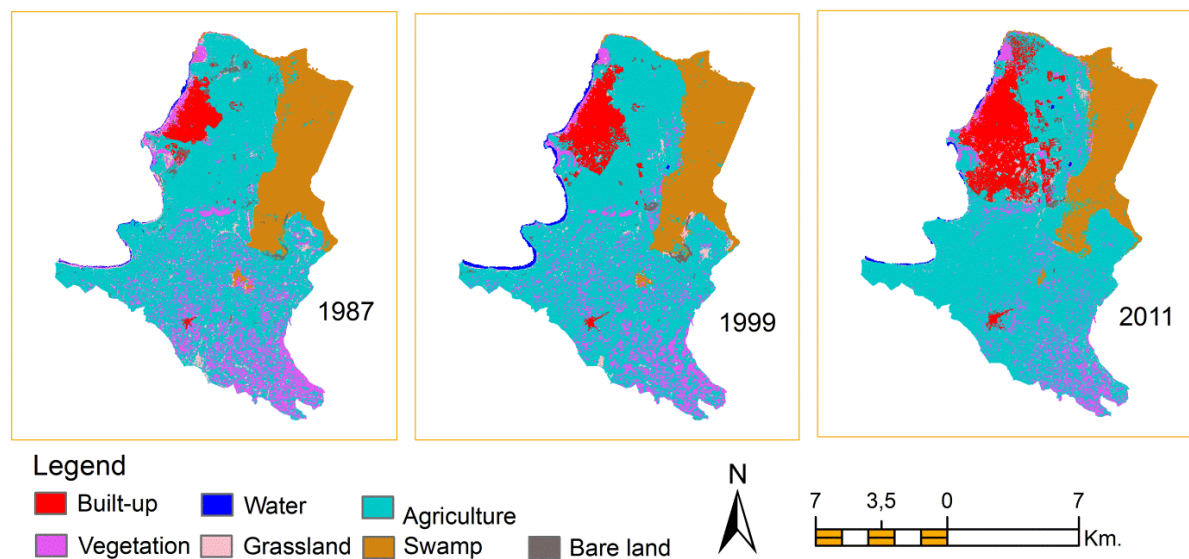 1987
1999
2011
Legend
Built-up
Water
Agriculture
Vegetation
Grassland
Swamp
Bare land
N
7 3,5 0 7
Km.